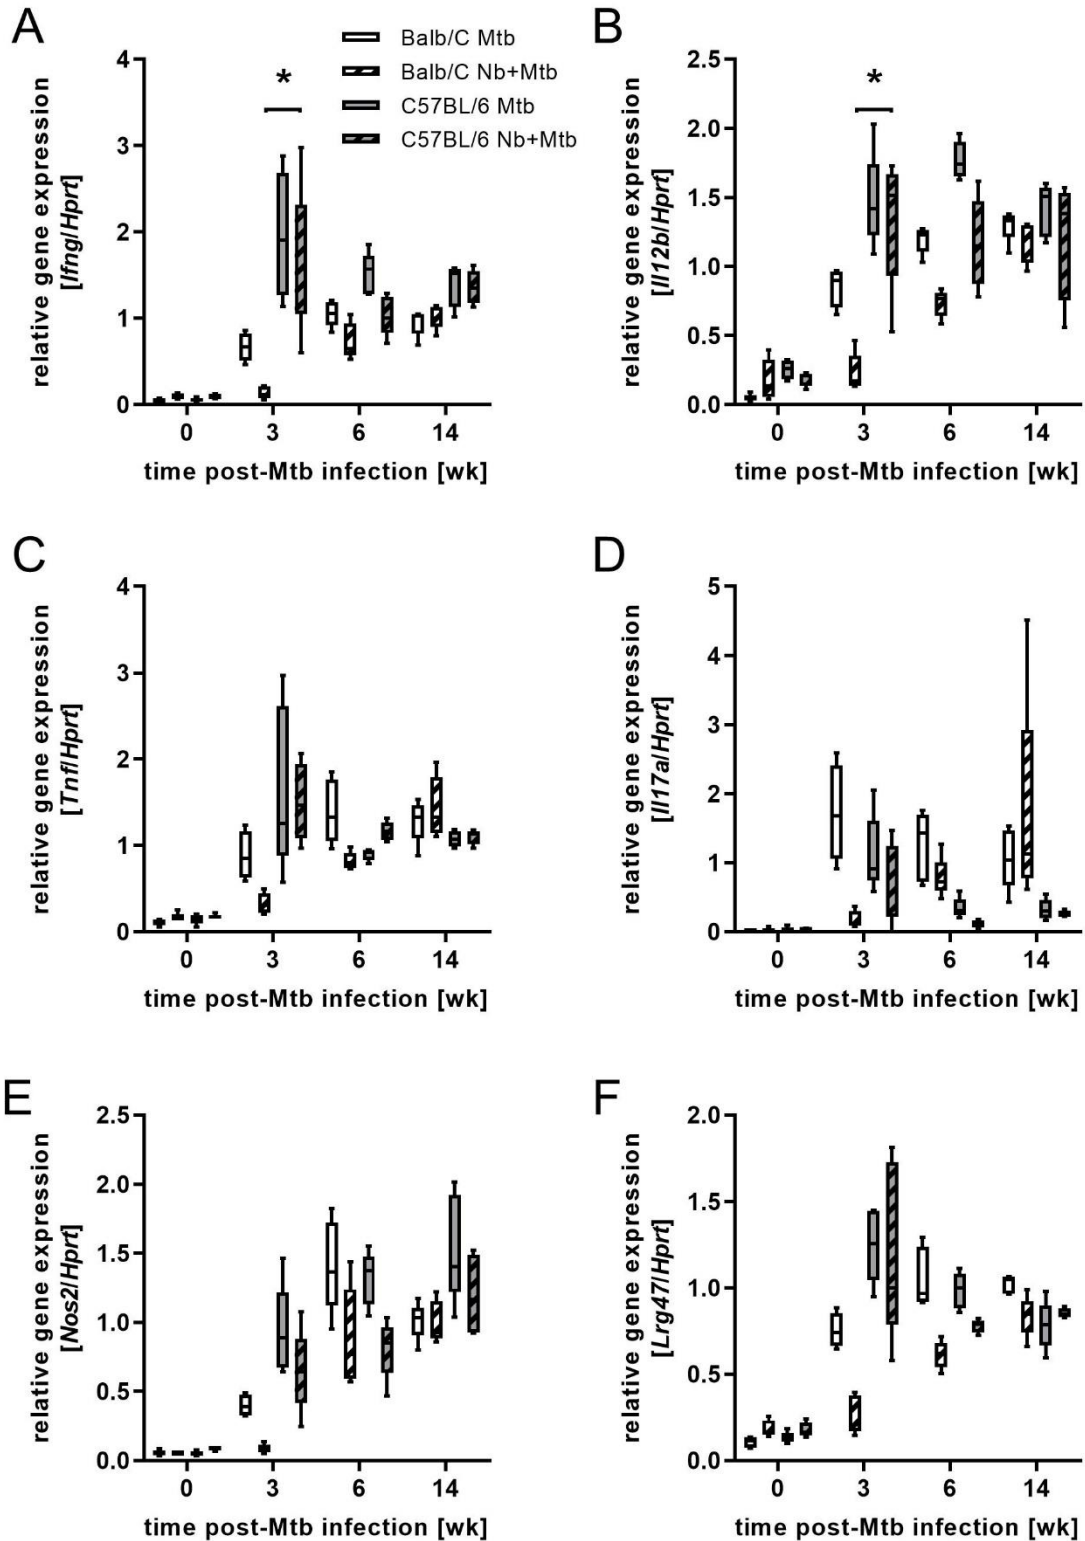 A
B
Balb/C Mtb
Balb/C Nb+Mtb
C57BL/6 Mtb
C57BL/6 Nb+Mtb
relative gene expression
[Ifng/Hprt]
4
3
2
1
0
*
0 3 6 14
time post-Mtb infection [wk]
relative gene expression
[Il12b/Hprt]
2.5
2.0
1.5
1.0
0.5
0.0
*
0 3 6 14
time post-Mtb infection [wk]
C
D
relative gene expression
[Tnf/Hprt]
4
3
2
1
0
0 3 6 14
time post-Mtb infection [wk]
relative gene expression
[Il17a/Hprt]
5
4
3
2
1
0
0 3 6 14
time post-Mtb infection [wk]
E
F
relative gene expression
[Nos2/Hprt]
2.5
2.0
1.5
1.0
0.5
0.0
0 3 6 14
time post-Mtb infection [wk]
relative gene expression
[Lrg47/Hprt]
2.0
1.5
1.0
0.5
0.0
0 3 6 14
time post-Mtb infection [wk]